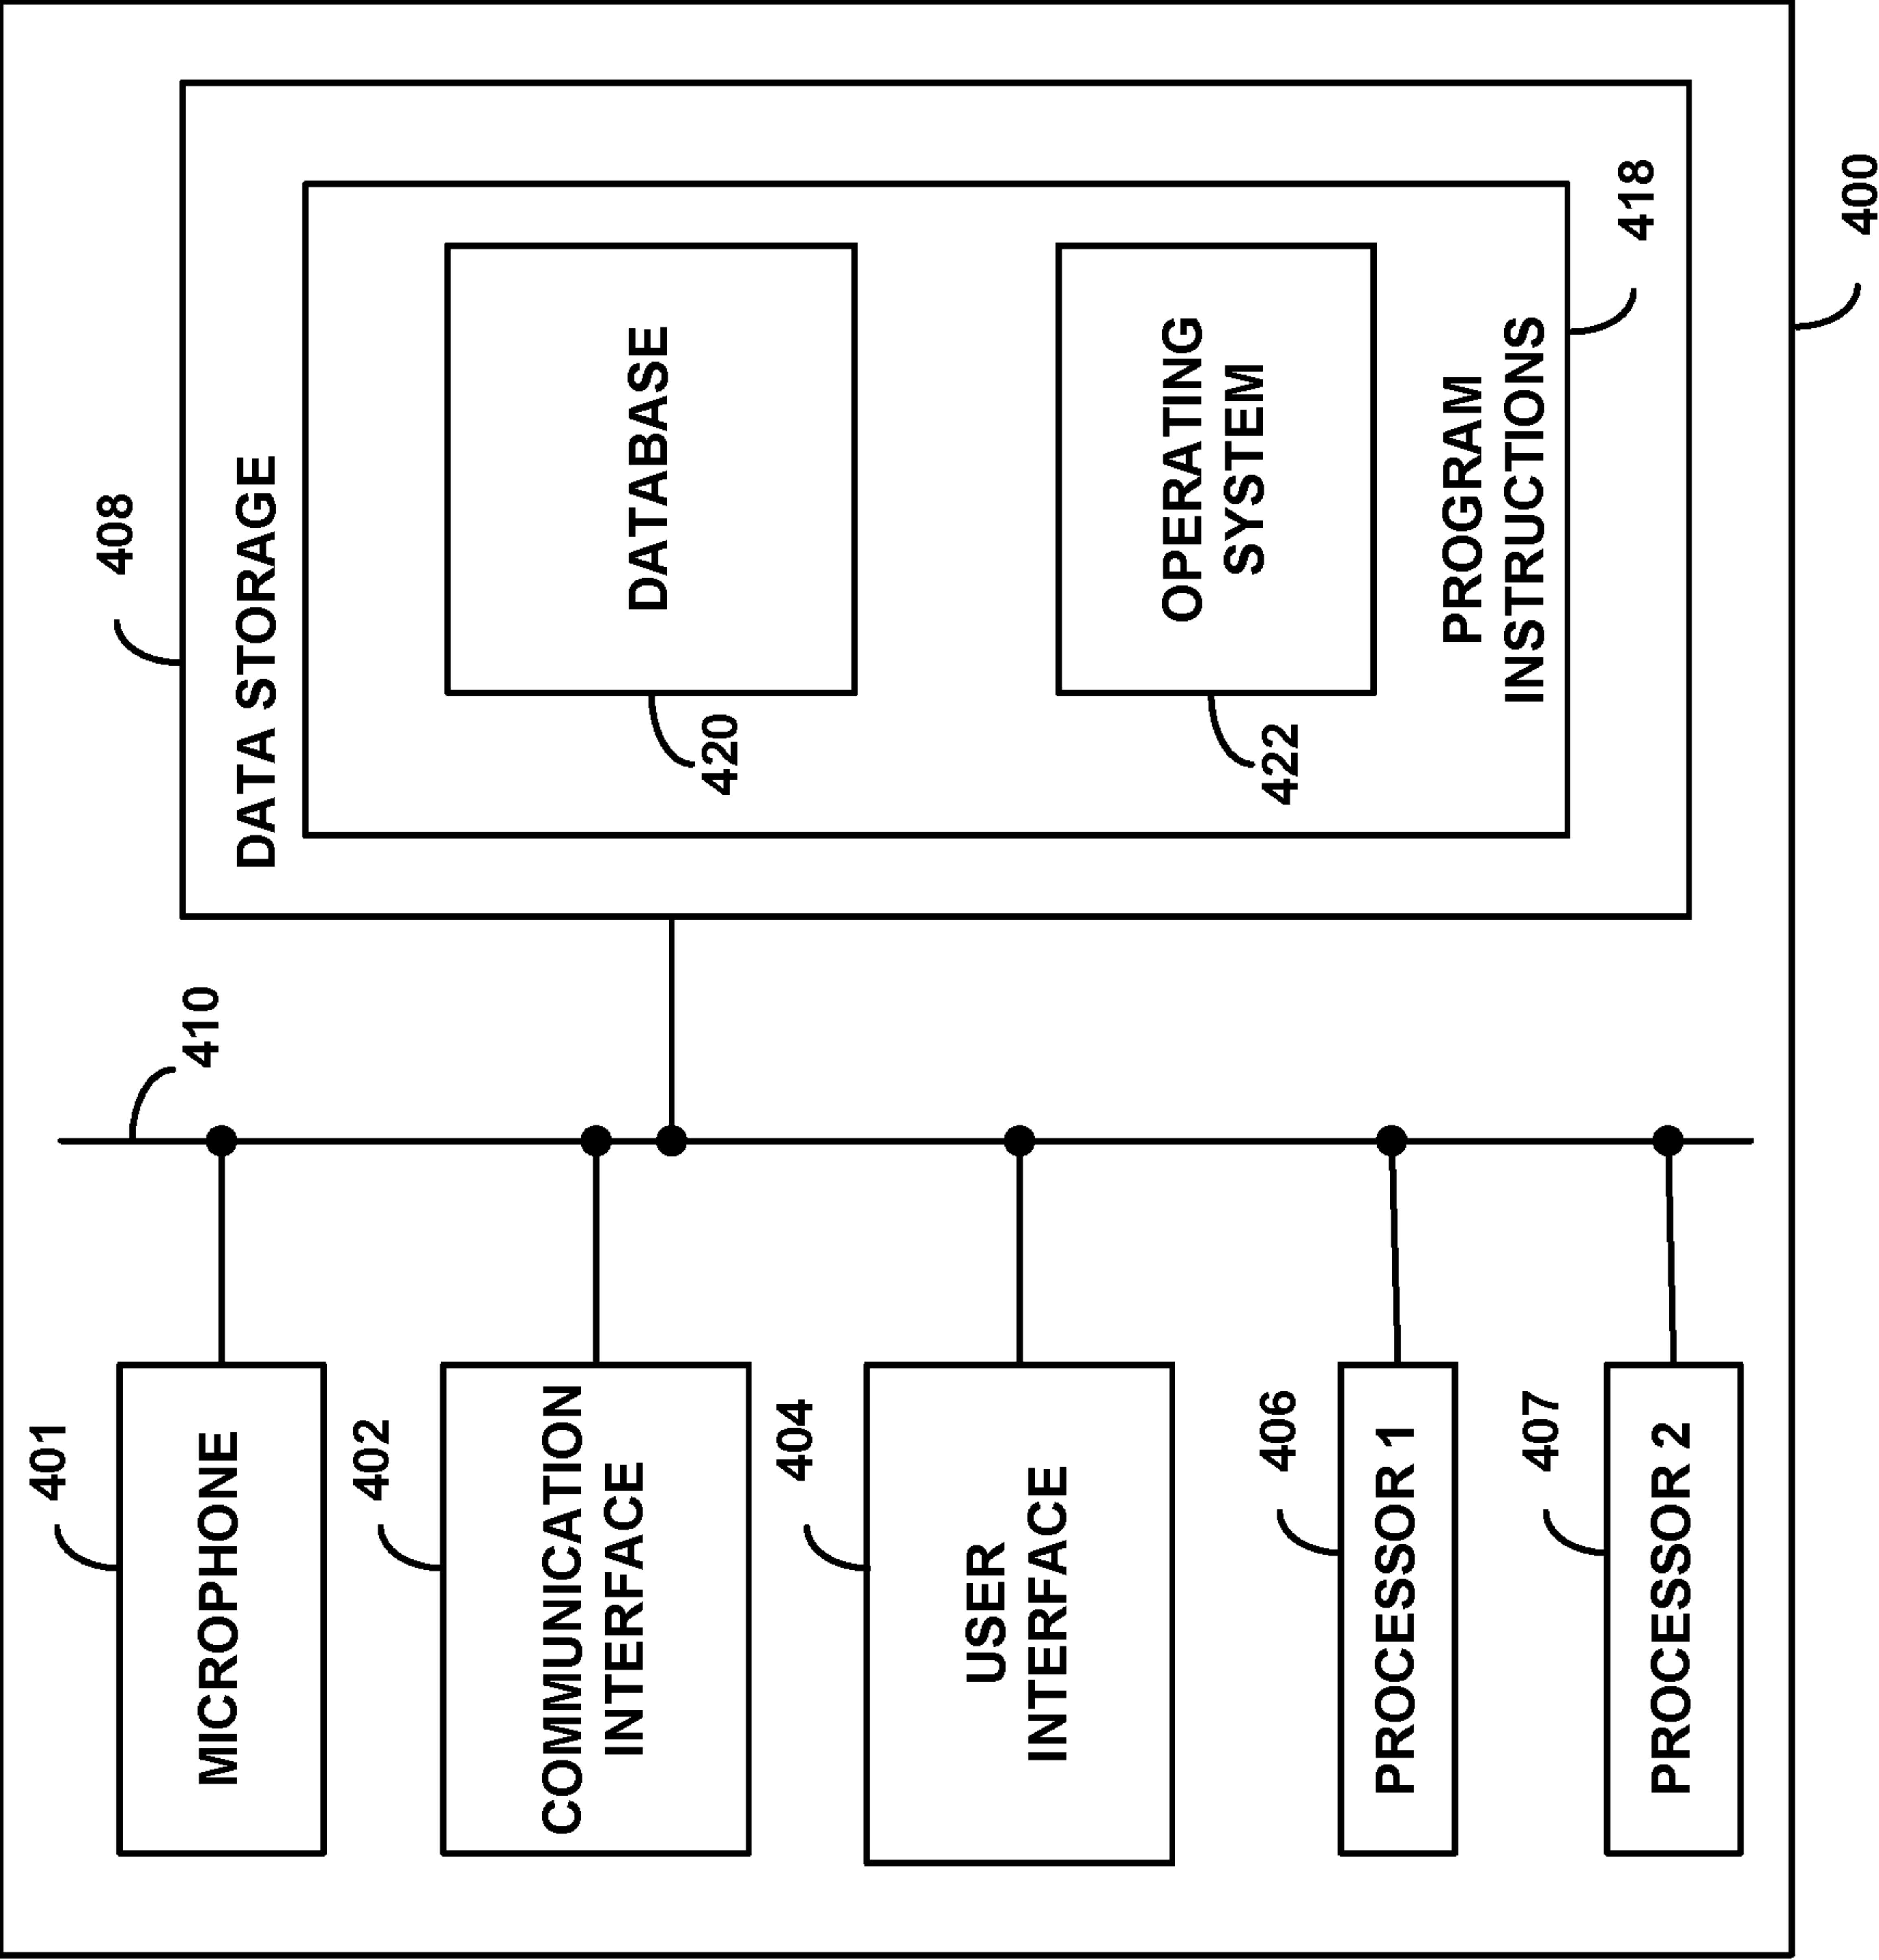 401
MICROPHONE
402
COMMUNICATION
INTERFACE
404
USER
INTERFACE
406
PROCESSOR 1
407
PROCESSOR 2
410
408
DATA STORAGE
DATABASE
420
OPERATING
SYSTEM
422
PROGRAM
INSTRUCTIONS
418
400